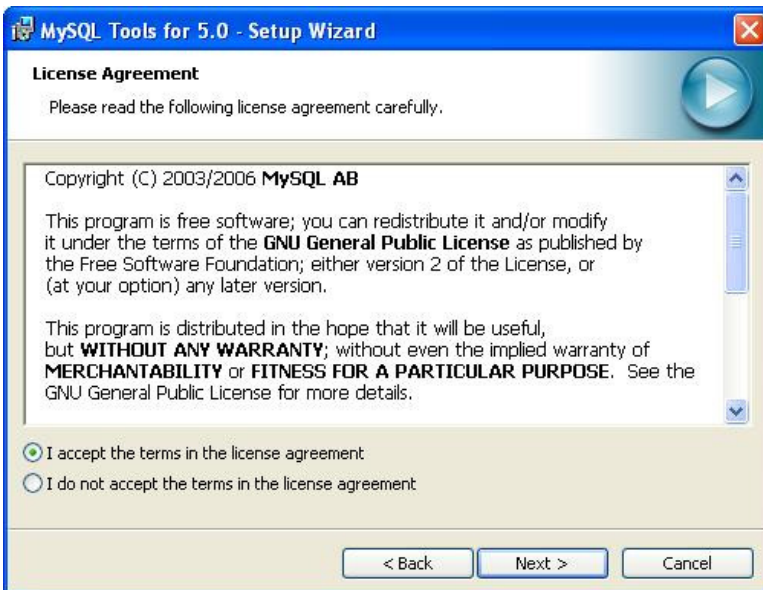 MySQL Tools for 5.0 - Setup Wizard
License Agreement
Please read the following license agreement carefully.
Copyright (C) 2003/2006 MySQL AB
This program is free software; you can redistribute it and/or modify
it under the terms of the GNU General Public License as published by
the Free Software Foundation; either version 2 of the License, or
(at your option) any later version.
This program is distributed in the hope that it will be useful,
but WITHOUT ANY WARRANTY; without even the implied warranty of
MERCHANTABILITY or FITNESS FOR A PARTICULAR PURPOSE.  See the
GNU General Public License for more details.
I accept the terms in the license agreement
I do not accept the terms in the license agreement
< Back Next > Cancel